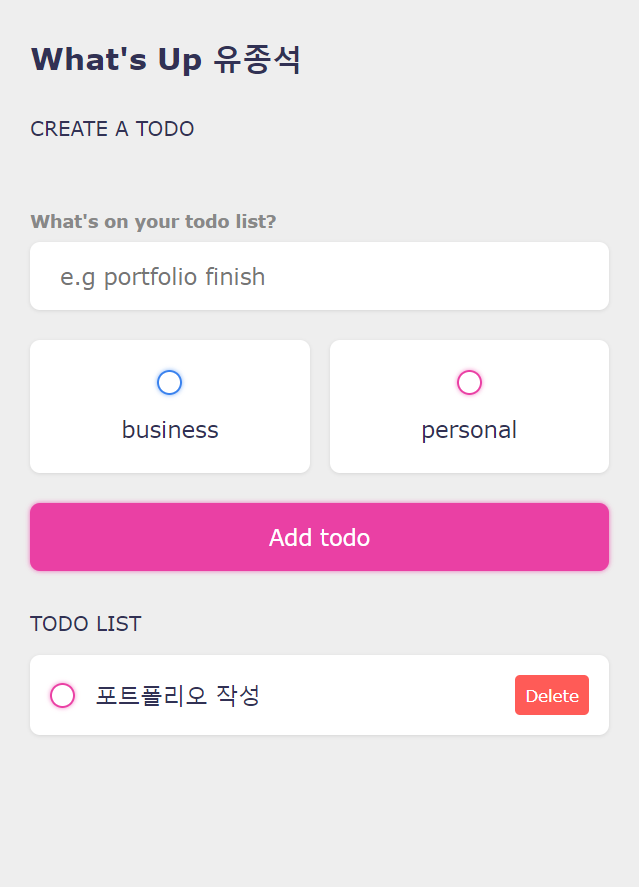 What's Up 유종석
CREATE A TODO
What's on your todo list?
e.g portfolio finish
business
personal
Add todo
TODO LIST
포트폴리오 작성
Delete